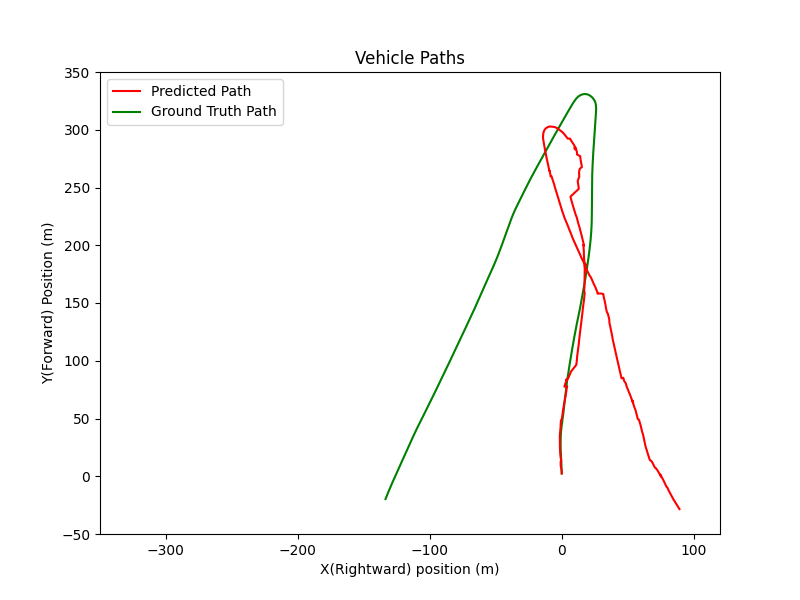 Vehicle Paths
Predicted Path
Ground Truth Path
350
300
250
200
150
100
50
0
−50
Y(Forward) Position (m)
−300
−200
−100
0
100
X(Rightward) position (m)